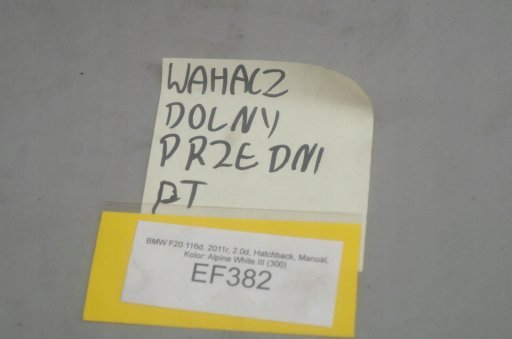 WAHACZ
DOLNY
PRZEDNI
PT
BMW F20 116d, 2011r, 2.0d, Hatchback, Manual,
Kolor: Alpine White III (300)
EF382